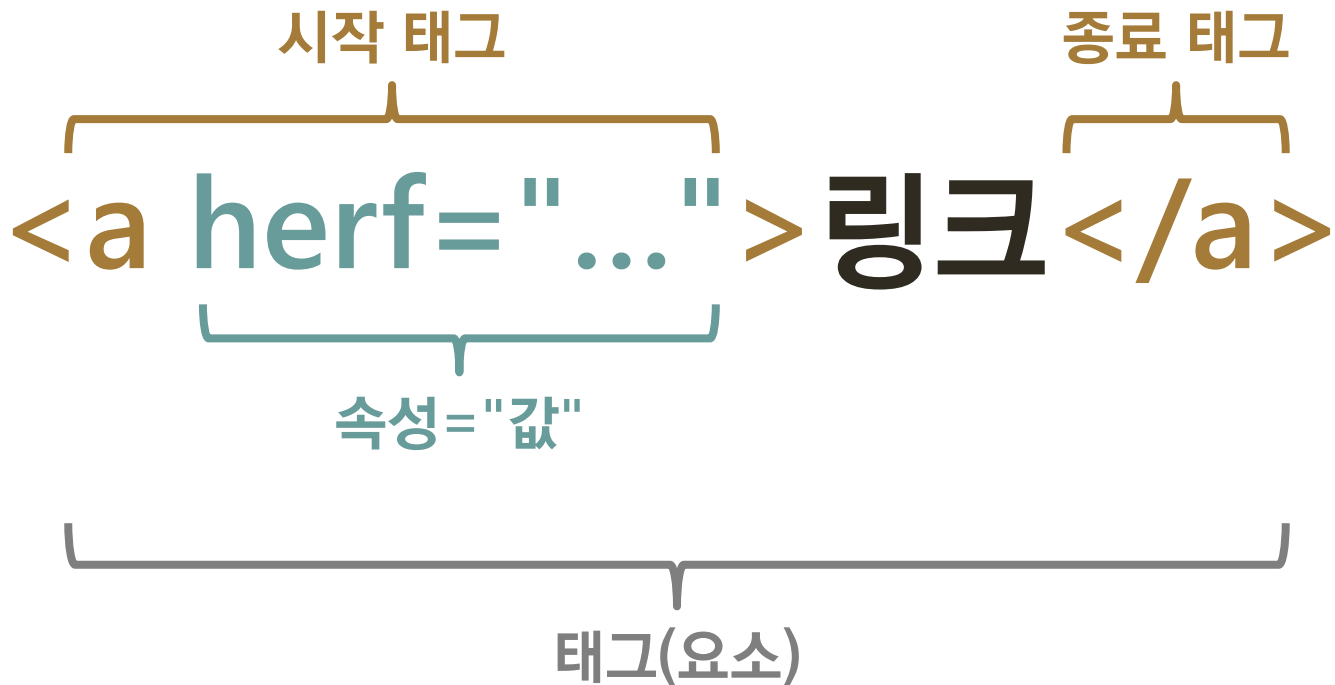 시작 태그 종료 태그
<a herf="...">링크</a>
속성="값"
태그(요소)